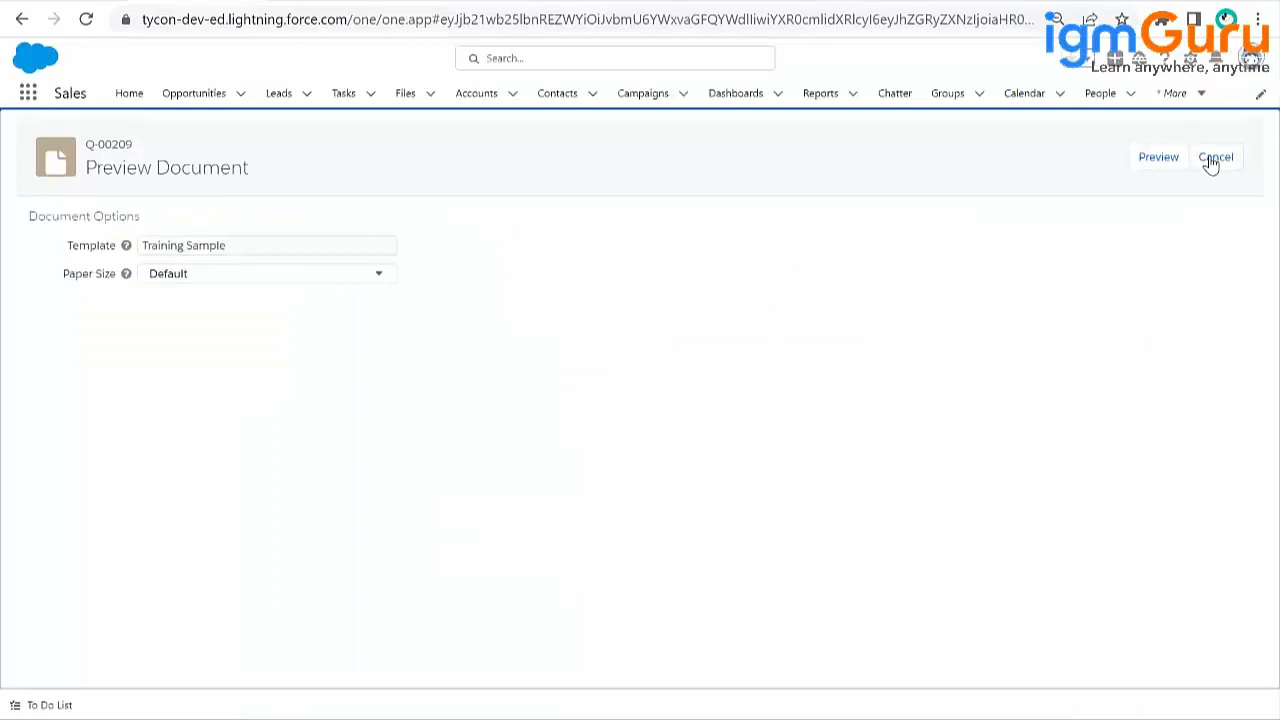 tycon-dev-ed.lightning.force.com/one/one.app#eyJjb21wb25lbnREZWYiOiJvbmU6YWxvaGFQYWdlIiwiYXR0cmlidXRlcyI6eyJhZGRyZXNzIjoiaHR0...
igmGuru
Learn anywhere, anytime
Search...
Sales Home Opportunities Leads Tasks Files Accounts Contacts Campaigns Dashboards Reports Chatter Groups Calendar People * More
Q-00209
Preview Document
Preview Cancel
Document Options
Template Training Sample
Paper Size Default
To Do List